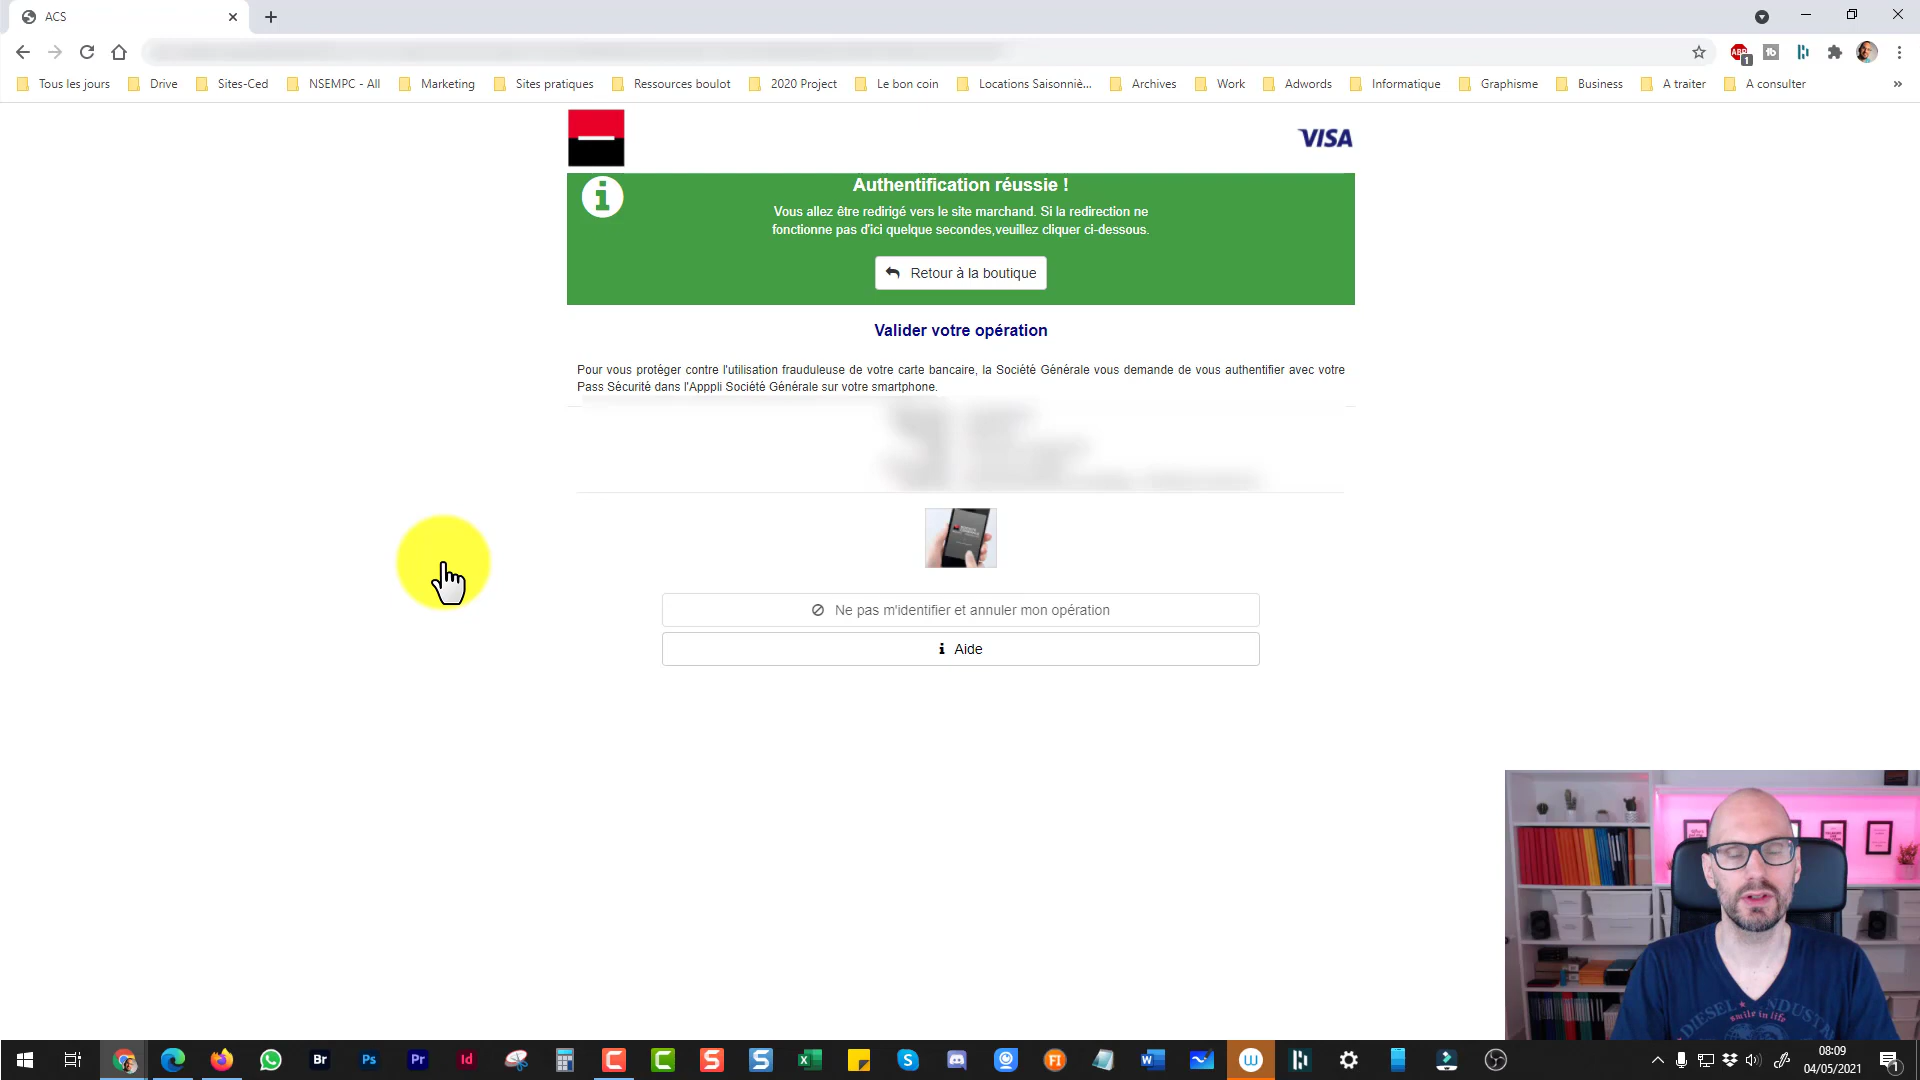 ACS
Tous les jours
Drive
Sites-Ced
NSEMPC - All
Marketing
Sites pratiques
Ressources boulot
2020 Project
Le bon coin
Locations Saisonniè...
Archives
Work
Adwords
Informatique
Graphisme
Business
A traiter
A consulter
»
VISA
Authentification réussie !
Vous allez être redirigé vers le site marchand. Si la redirection ne
fonctionne pas d'ici quelque secondes,veuillez cliquer ci-dessous.
Retour à la boutique
Valider votre opération
Pour vous protéger contre l'utilisation frauduleuse de votre carte bancaire, la Société Générale vous demande de vous authentifier avec votre
Pass Sécurité dans l'Apppli Société Générale sur votre smartphone.
Ne pas m'identifier et annuler mon opération
Aide
DIESEL INDUSTR
smile in life
08:09
04/05/2021